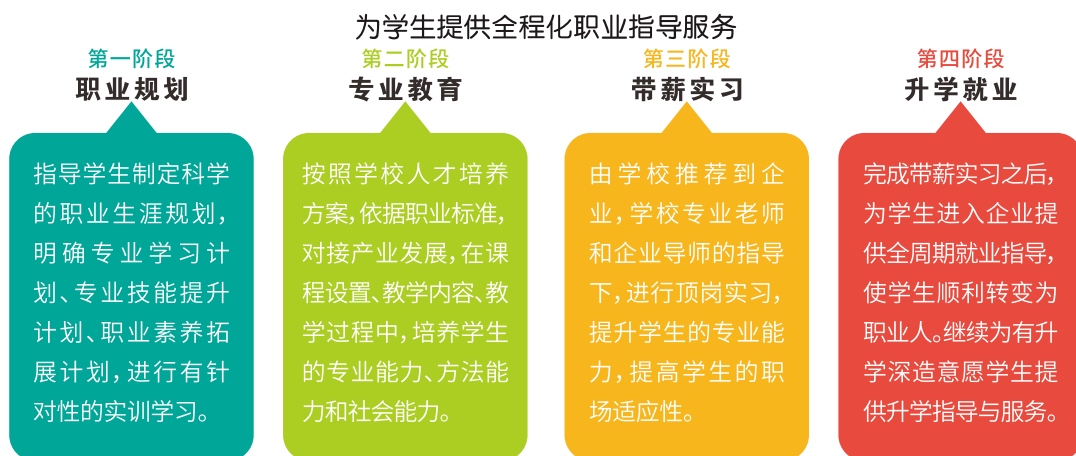 为学生提供全程化职业指导服务
第一阶段
职业规划
指导学生制定科学
的职业生涯规划，
明确专业学习计
划、专业技能提升
计划、职业素养拓
展计划，进行有针
对性的实训学习。
第二阶段
专业教育
按照学校人才培养
方案，依据职业标准，
对接产业发展，在课
程设置、教学内容、教
学过程中，培养学生
的专业能力、方法能
力和社会能力。
第三阶段
带薪实习
由学校推荐到企
业，学校专业老师
和企业导师的指导
下，进行顶岗实习，
提升学生的专业能
力，提高学生的职
场适应性。
第四阶段
升学就业
完成带薪实习之后，
为学生进入企业提
供全周期就业指导，
使学生顺利转变为
职业人。继续为有升
学深造意愿学生提
供升学指导与服务。